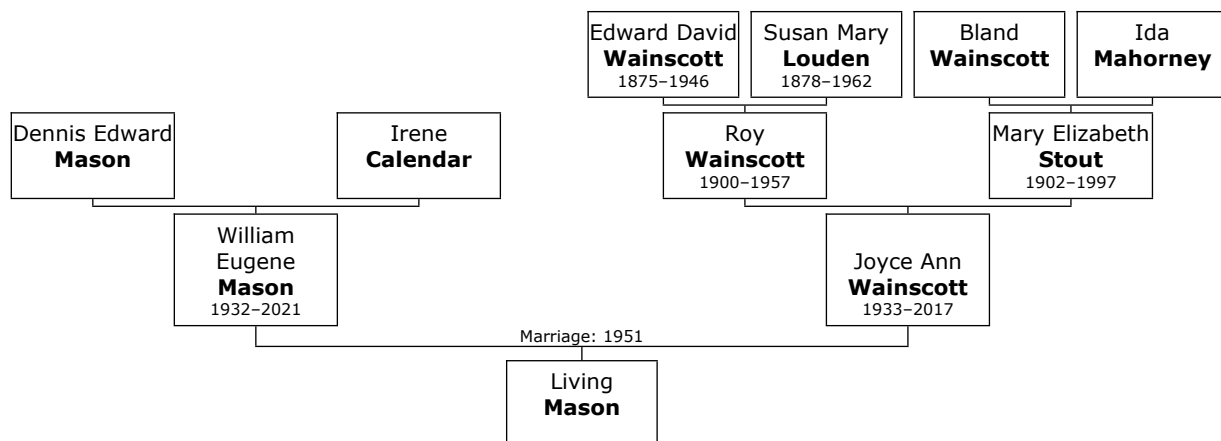 Edward David
Wainscott
1875–1946
Susan Mary
Louden
1878–1962
Bland
Wainscott
Ida
Mahorney
Dennis Edward
Mason
Irene
Calendar
Roy
Wainscott
1900–1957
Mary Elizabeth
Stout
1902–1997
William
Eugene
Mason
1932–2021
Joyce Ann
Wainscott
1933–2017
Marriage: 1951
Living
Mason